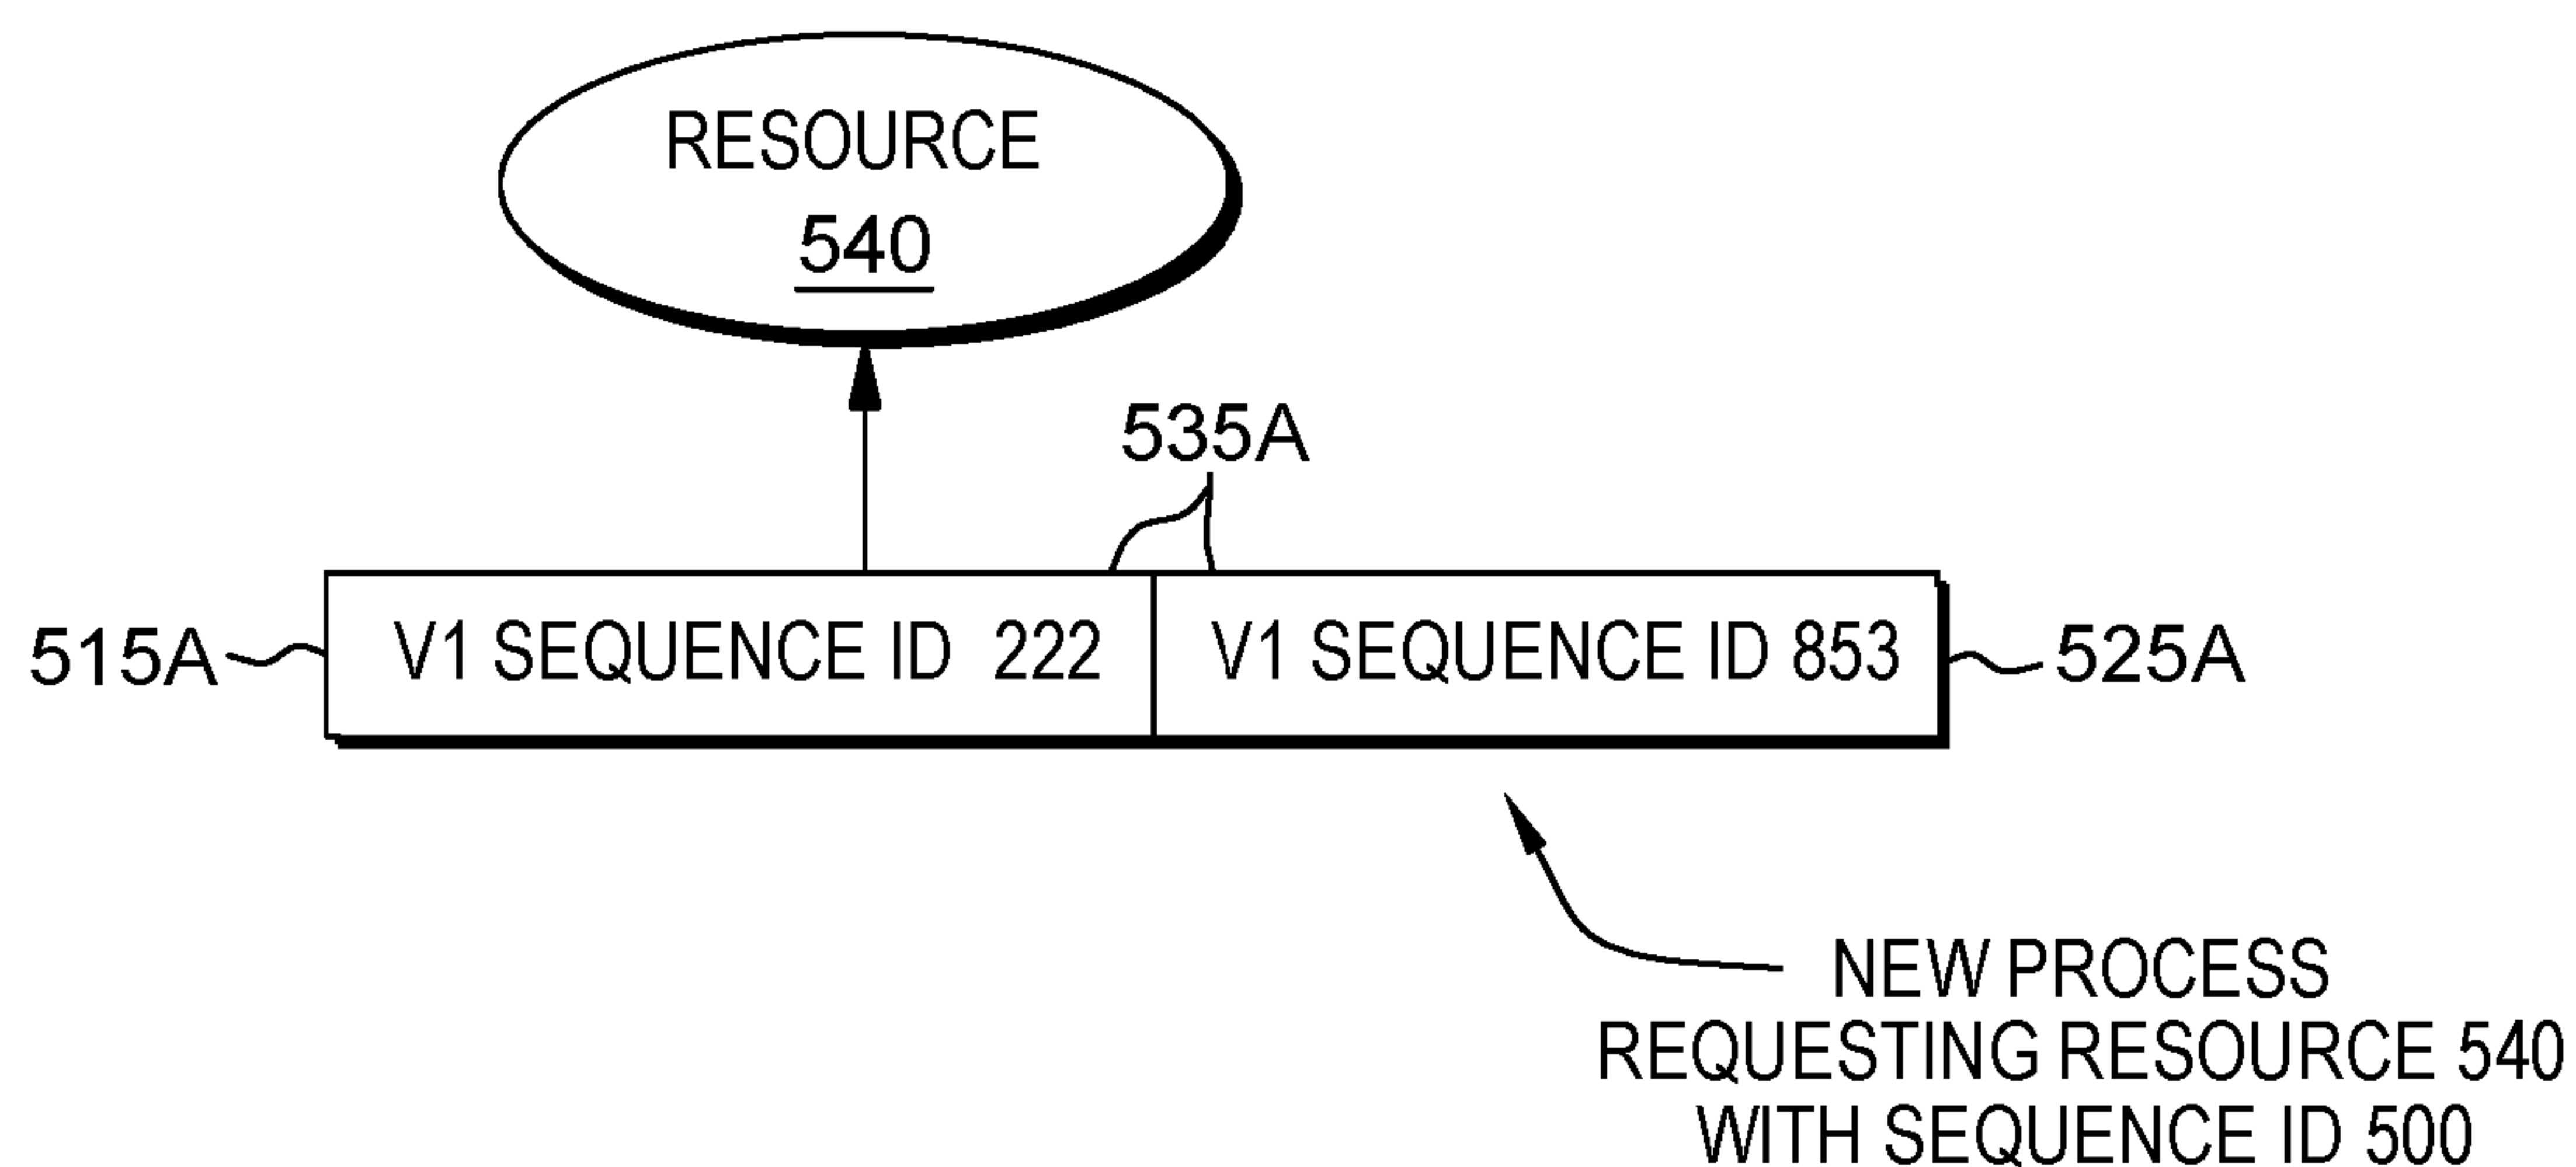 RESOURCE
540
535A
515A
V1 SEQUENCE ID 222
V1 SEQUENCE ID 853
525A
NEW PROCESS
REQUESTING RESOURCE 540
WITH SEQUENCE ID 500